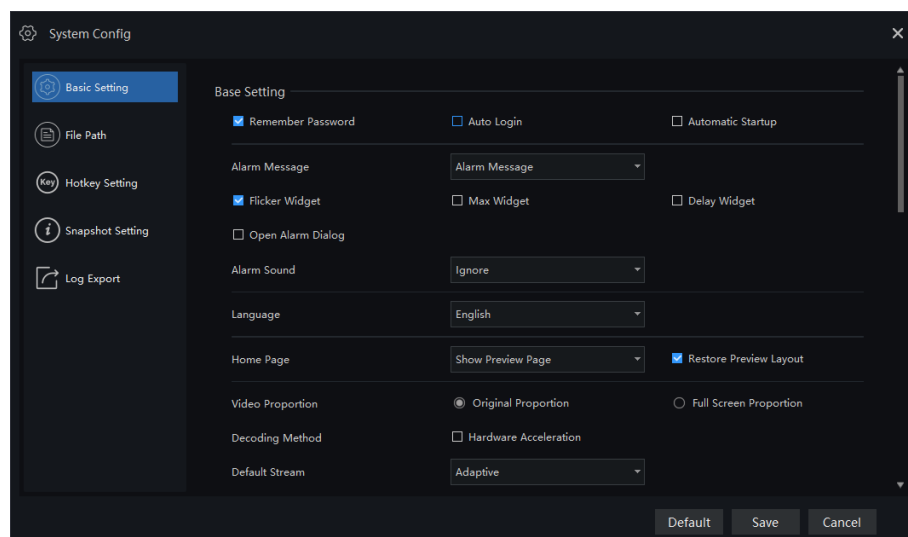 System Config
Basic Setting
File Path
Key Hotkey Setting
i Snapshot Setting
Log Export
Base Setting
Remember Password Auto Login Automatic Startup
Alarm Message Alarm Message
Flicker Widget Max Widget Delay Widget
Open Alarm Dialog
Alarm Sound Ignore
Language English
Home Page Show Preview Page Restore Preview Layout
Video Proportion Original Proportion Full Screen Proportion
Decoding Method Hardware Acceleration
Default Stream Adaptive
Default Save Cancel